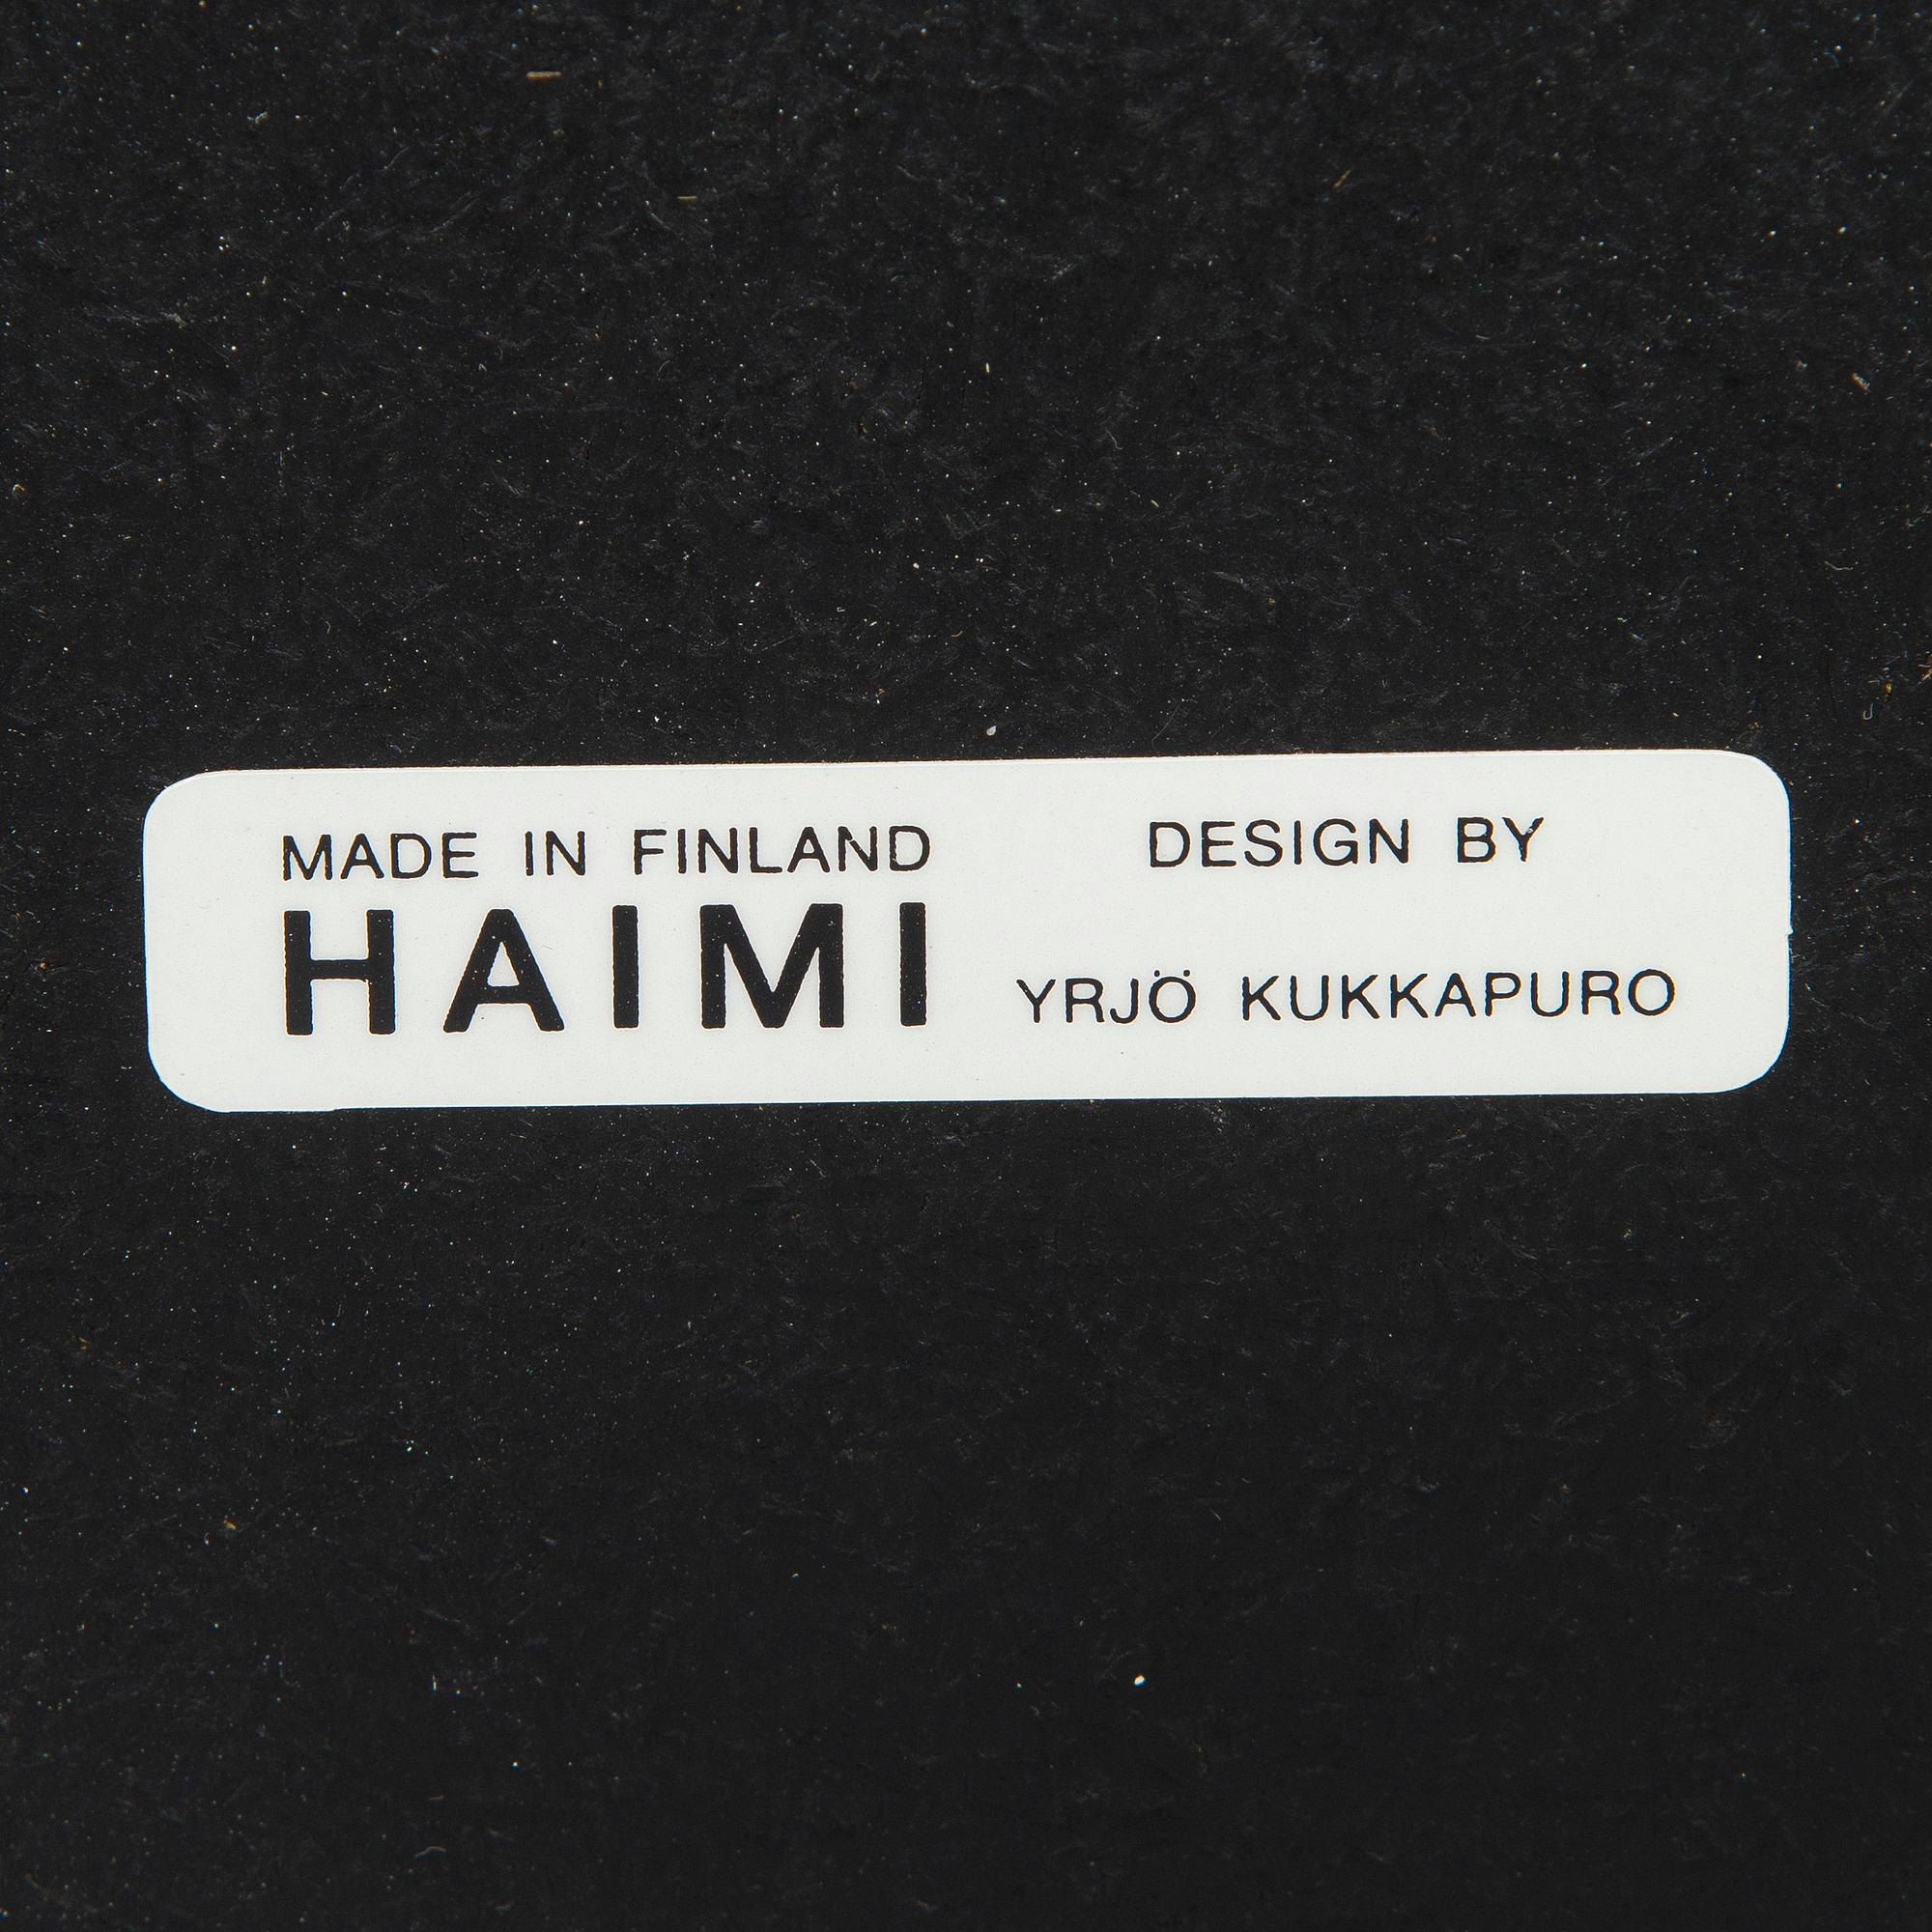 MADE IN FINLAND
HAIMI
DESIGN BY
YRJÖ KUKKAPURO